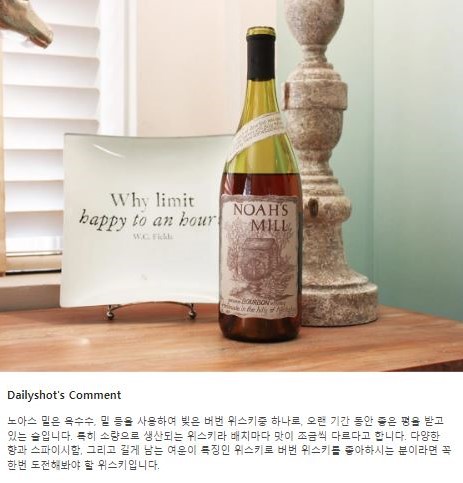 Why limit
happy to an hour
W.C. Fields
NOAH'S
MILL
BOURBON
Dailyshot's Comment
노아스 밀은 옥수수, 밀 등을 사용하여 빚은 버번 위스키중 하나로, 오랜 기간 동안 좋은 평을 받고
있는 술입니다. 특히 소량으로 생산되는 위스키라 배치마다 맛이 조금씩 다르다고 합니다. 다양한
향과 스파이시함, 그리고 길게 남는 여운이 특징인 위스키로 버번 위스키를 좋아하시는 분이라면 꼭
한번 도전해봐야 할 위스키입니다.